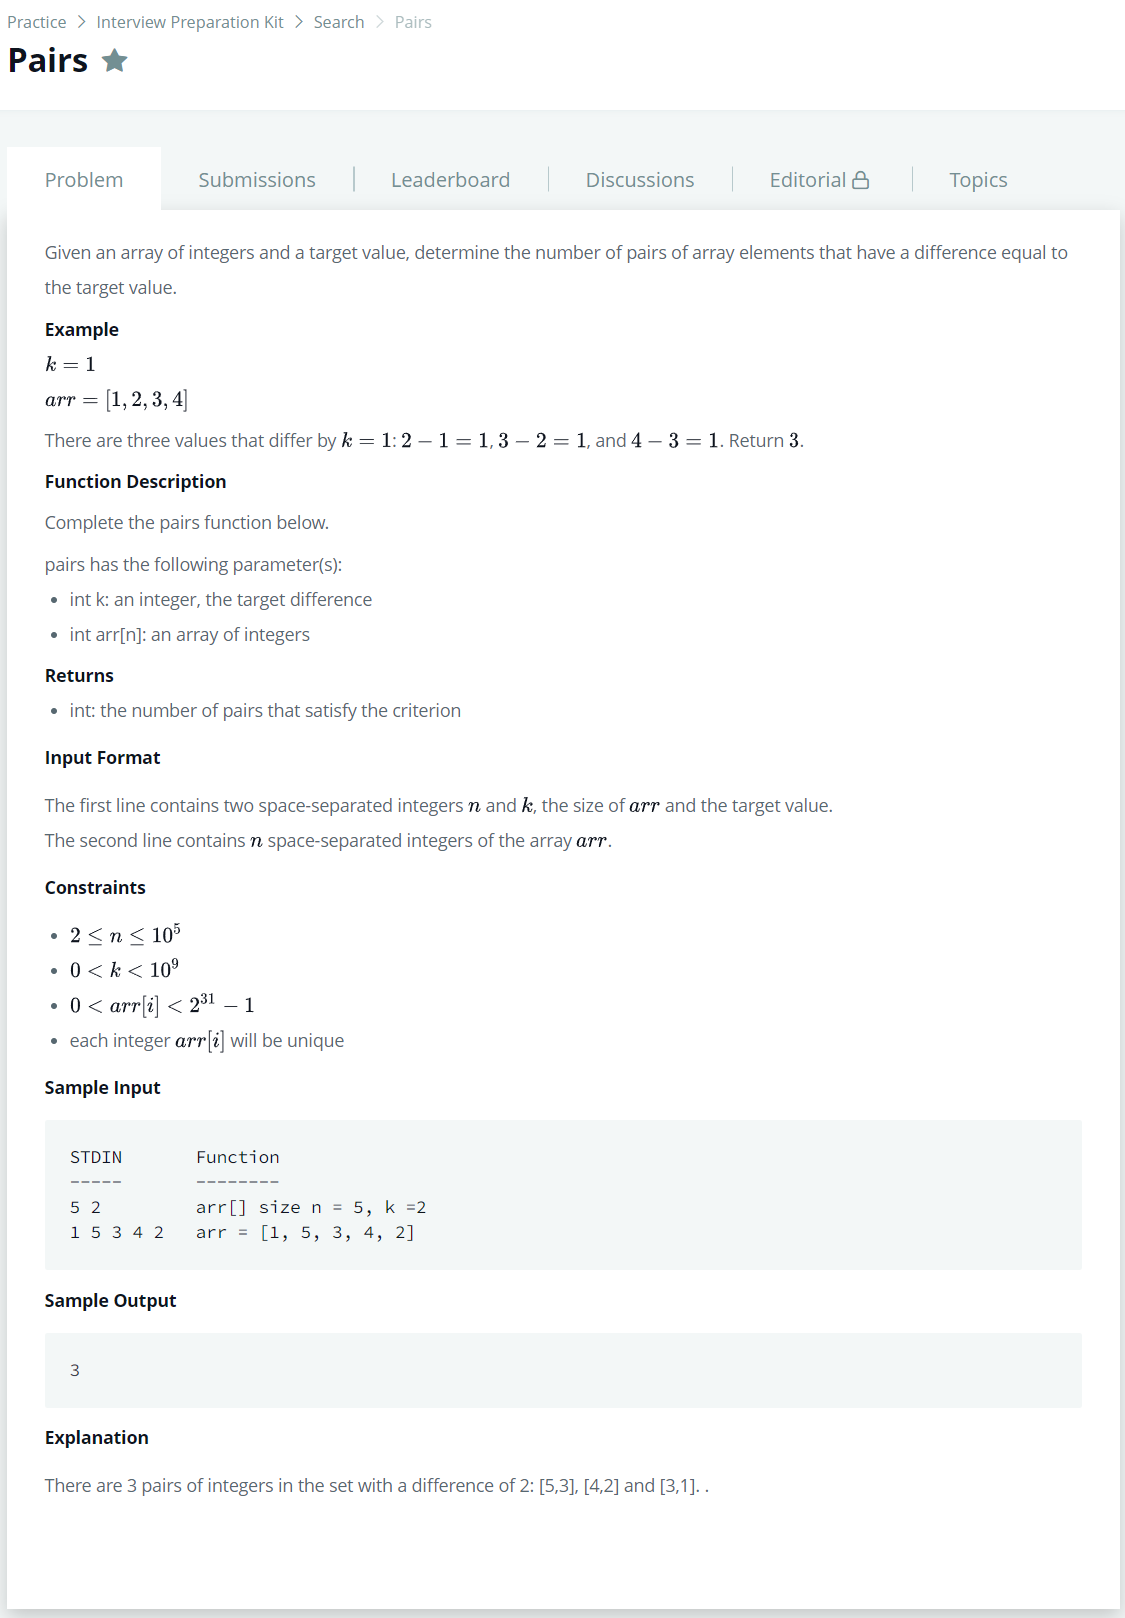 Practice > Interview Preparation Kit > Search > Pairs
Pairs
Problem
Submissions | Leaderboard | Discussions | Editorial | Topics
Given an array of integers and a target value, determine the number of pairs of array elements that have a difference equal to
the target value.
Example
k = 1
arr = [1, 2, 3, 4]
There are three values that differ by k = 1: 2 − 1 = 1, 3 − 2 = 1, and 4 − 3 = 1. Return 3.
Function Description
Complete the pairs function below.
pairs has the following parameter(s):
• int k: an integer, the target difference
• int arr[n]: an array of integers
Returns
• int: the number of pairs that satisfy the criterion
Input Format
The first line contains two space-separated integers n and k, the size of arr and the target value.
The second line contains n space-separated integers of the array arr.
Constraints
• 2 ≤ n ≤ 10⁵
• 0 < k < 10⁹
• 0 < arr[i] < 2³¹ − 1
• each integer arr[i] will be unique
Sample Input
STDIN       Function
-----       --------
5 2         arr[] size n = 5, k =2
1 5 3 4 2   arr = [1, 5, 3, 4, 2]
Sample Output
3
Explanation
There are 3 pairs of integers in the set with a difference of 2: [5,3], [4,2] and [3,1]. .